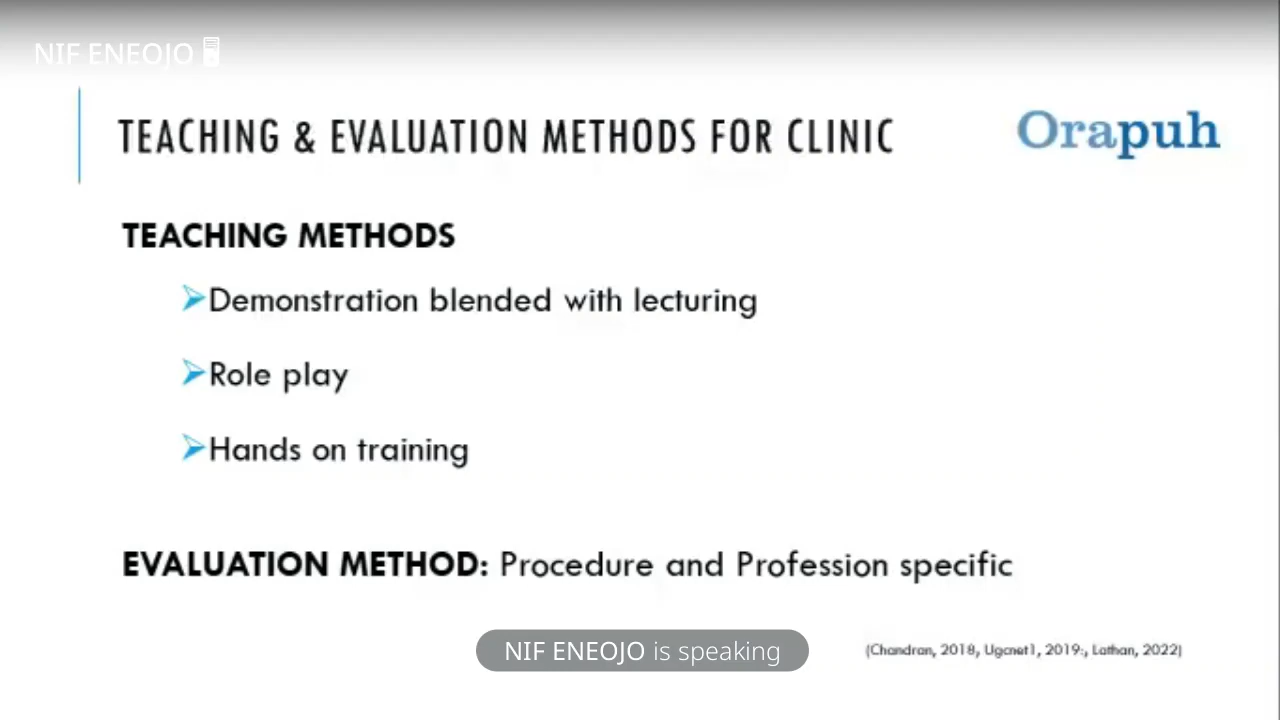 NIF ENEOJO
TEACHING & EVALUATION METHODS FOR CLINIC
Orapuh
TEACHING METHODS
➢Demonstration blended with lecturing
➢Role play
➢Hands on training
EVALUATION METHOD: Procedure and Profession specific
NIF ENEOJO is speaking
(Chandran, 2018, Ugcnet1, 2019:, Lathan, 2022)